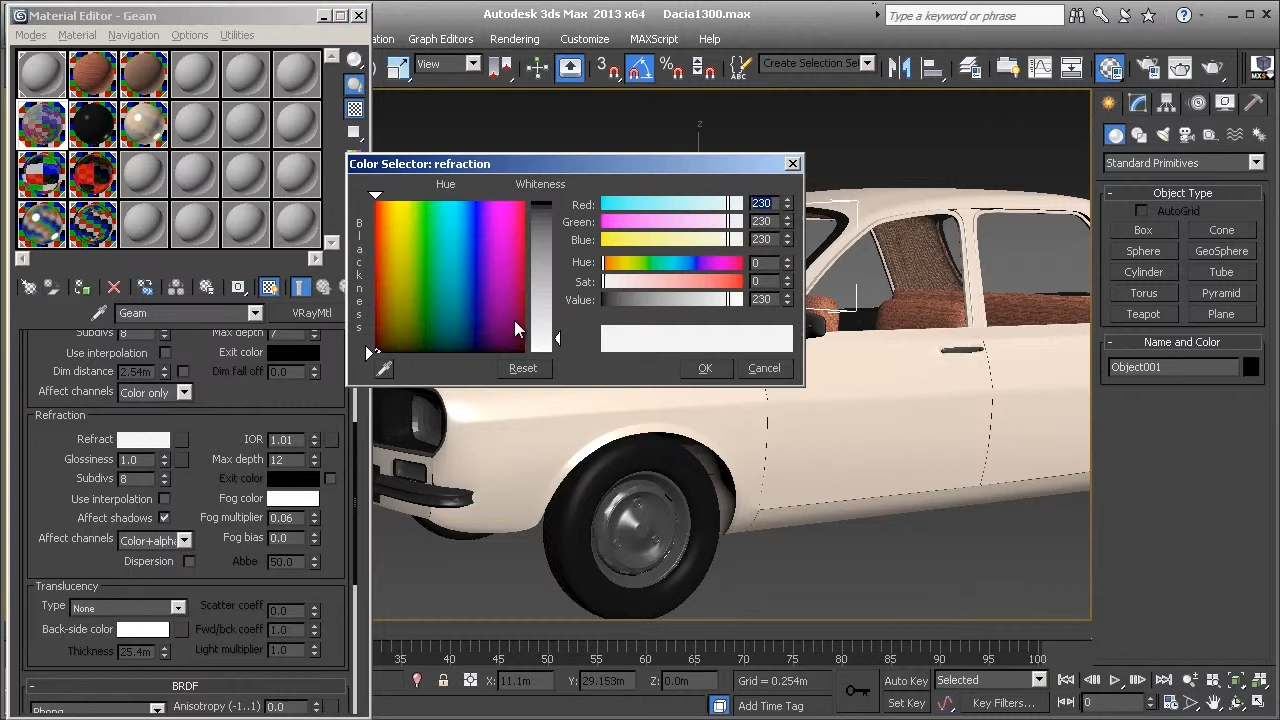 Material Editor - Geam
Autodesk 3ds Max 2013 x64 Dacia1300.max
Type a keyword or phrase
Modes Material Navigation Options Utilities
Graph Editors Rendering Customize MAXScript Help
View
3
Create Selection Se
MXS
z
Color Selector: refraction
Hue Whiteness
Blackness
Red: 230
Green: 230
Blue: 230
Hue: 0
Sat: 0
Value: 230
Reset OK Cancel
Standard Primitives
Object Type
AutoGrid
Box Cone
Sphere GeoSphere
Cylinder Tube
Torus Pyramid
Teapot Plane
Name and Color
Object001
Geam VRayMtl
Subdivs 8 Max depth 7
Use interpolation Exit color
Dim distance 2.54m Dim fall off 0.0
Affect channels Color only
Refraction
Refract IOR 1.01
Glossiness 1.0 Max depth 12
Subdivs 8 Exit color
Use interpolation Fog color
Affect shadows Fog multiplier 0.06
Affect channels Color+alpha Fog bias 0.0
Dispersion Abbe 50.0
Translucency
Type None Scatter coeff 0.0
Back-side color Fwd/bck coeff 1.0
Thickness 25.4m Light multiplier 1.0
BRDF
Phong Anisotropy (-1..1) 0.0
35 40 45 50 55 60 65 70 75 80 85 90 95 100
X: 11.1m Y: 29.153m Z: 0.0m Grid = 0.254m Auto Key Selected
Add Time Tag Set Key Key Filters... 0